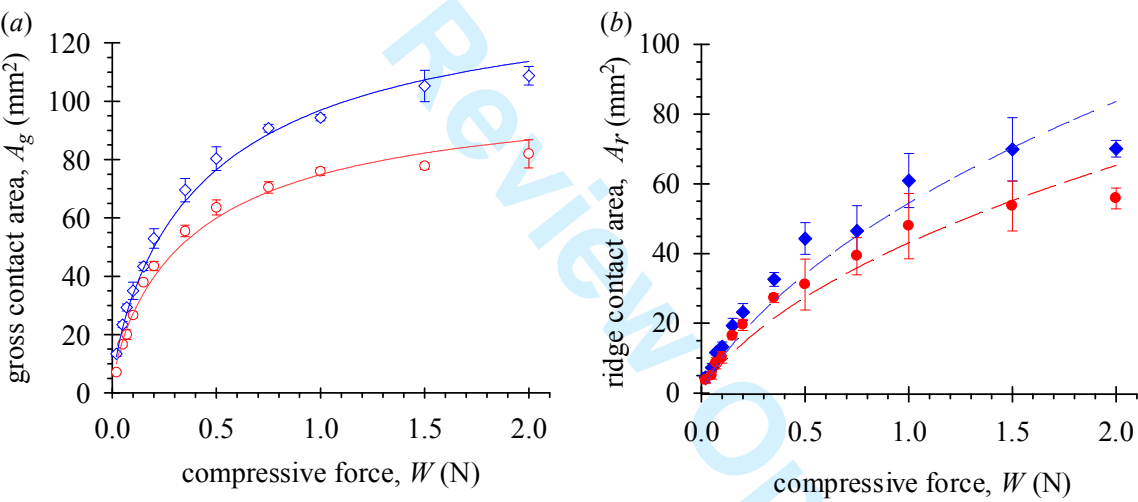 (a)
gross contact area, Ag (mm²)
120
100
80
60
40
20
0
0.0 0.5 1.0 1.5 2.0
compressive force, W (N)
(b)
ridge contact area, Ar (mm²)
100
80
60
40
20
0
0.0 0.5 1.0 1.5 2.0
compressive force, W (N)
Review On